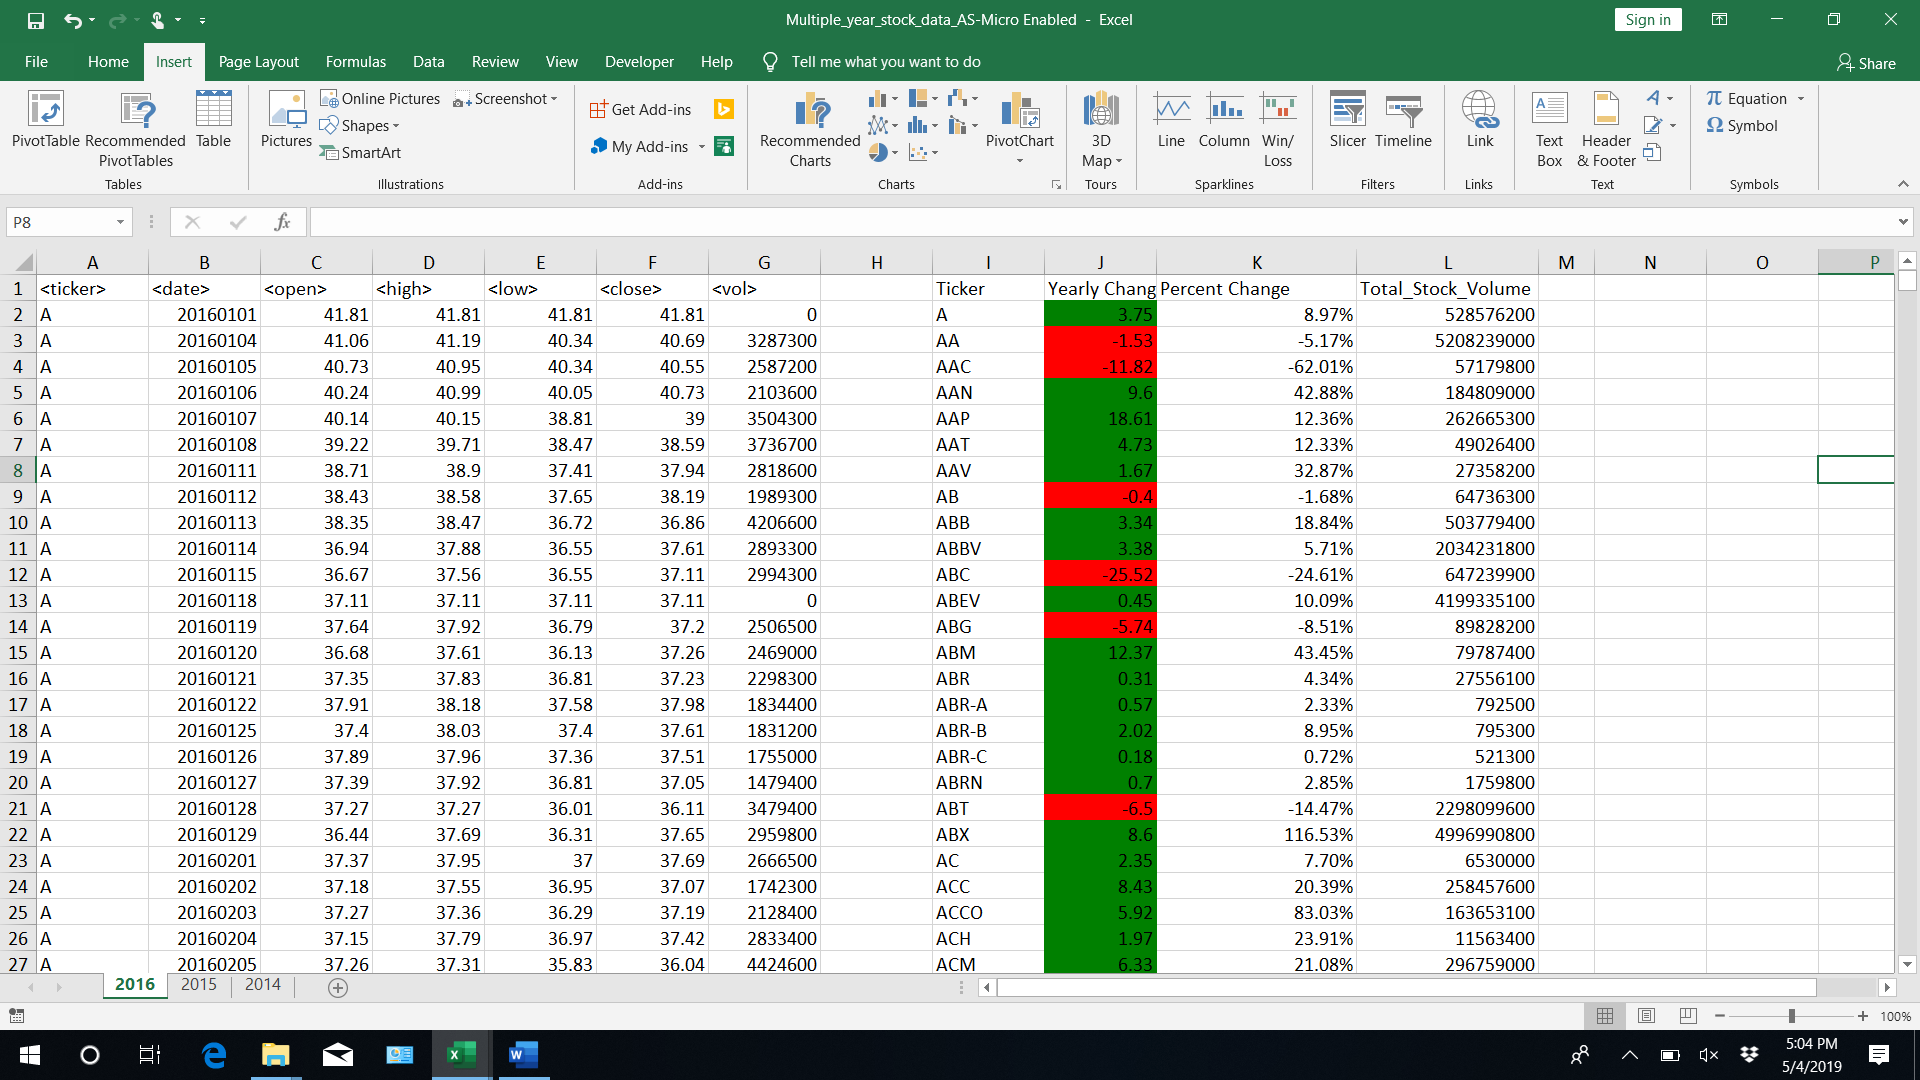 Multiple_year_stock_data_AS-Micro Enabled - Excel
Sign in
File Home Insert Page Layout Formulas Data Review View Developer Help Tell me what you want to do Share
PivotTable Recommended PivotTables Table Pictures Online Pictures Shapes SmartArt Screenshot Get Add-ins My Add-ins Recommended Charts PivotChart 3D Map Line Column Win/Loss Slicer Timeline Link Text Box Header & Footer Equation Symbol
Tables Illustrations Add-ins Charts Tours Sparklines Filters Links Text Symbols
P8 fx
A B C D E F G H I J K L M N O P
1 <ticker> <date> <open> <high> <low> <close> <vol> Ticker Yearly Chang Percent Change Total_Stock_Volume
2 A 20160101 41.81 41.81 41.81 41.81 0 A 3.75 8.97% 528576200
3 A 20160104 41.06 41.19 40.34 40.69 3287300 AA -1.53 -5.17% 5208239000
4 A 20160105 40.73 40.95 40.34 40.55 2587200 AAC -11.82 -62.01% 57179800
5 A 20160106 40.24 40.99 40.05 40.73 2103600 AAN 9.6 42.88% 184809000
6 A 20160107 40.14 40.15 38.81 39 3504300 AAP 18.61 12.36% 262665300
7 A 20160108 39.22 39.71 38.47 38.59 3736700 AAT 4.73 12.33% 49026400
8 A 20160111 38.71 38.9 37.41 37.94 2818600 AAV 1.67 32.87% 27358200
9 A 20160112 38.43 38.58 37.65 38.19 1989300 AB -0.4 -1.68% 64736300
10 A 20160113 38.35 38.47 36.72 36.86 4206600 ABB 3.34 18.84% 503779400
11 A 20160114 36.94 37.88 36.55 37.61 2893300 ABBV 3.38 5.71% 2034231800
12 A 20160115 36.67 37.56 36.55 37.11 2994300 ABC -25.52 -24.61% 647239900
13 A 20160118 37.11 37.11 37.11 37.11 0 ABEV 0.45 10.09% 4199335100
14 A 20160119 37.64 37.92 36.79 37.2 2506500 ABG -5.74 -8.51% 89828200
15 A 20160120 36.68 37.61 36.13 37.26 2469000 ABM 12.37 43.45% 79787400
16 A 20160121 37.35 37.83 36.81 37.23 2298300 ABR 0.31 4.34% 27556100
17 A 20160122 37.91 38.18 37.58 37.98 1834400 ABR-A 0.57 2.33% 792500
18 A 20160125 37.4 38.03 37.4 37.61 1831200 ABR-B 2.02 8.95% 795300
19 A 20160126 37.89 37.96 37.36 37.51 1755000 ABR-C 0.18 0.72% 521300
20 A 20160127 37.39 37.92 36.81 37.05 1479400 ABRN 0.7 2.85% 1759800
21 A 20160128 37.27 37.27 36.01 36.11 3479400 ABT -6.5 -14.47% 2298099600
22 A 20160129 36.44 37.69 36.31 37.65 2959800 ABX 8.6 116.53% 4996990800
23 A 20160201 37.37 37.95 37 37.69 2666500 AC 2.35 7.70% 6530000
24 A 20160202 37.18 37.55 36.95 37.07 1742300 ACC 8.43 20.39% 258457600
25 A 20160203 37.27 37.36 36.29 37.19 2128400 ACCO 5.92 83.03% 163653100
26 A 20160204 37.15 37.79 36.97 37.42 2833400 ACH 1.97 23.91% 11563400
27 A 20160205 37.26 37.31 35.83 36.04 4424600 ACM 6.33 21.08% 296759000
2016 2015 2014
100%
5:04 PM
5/4/2019